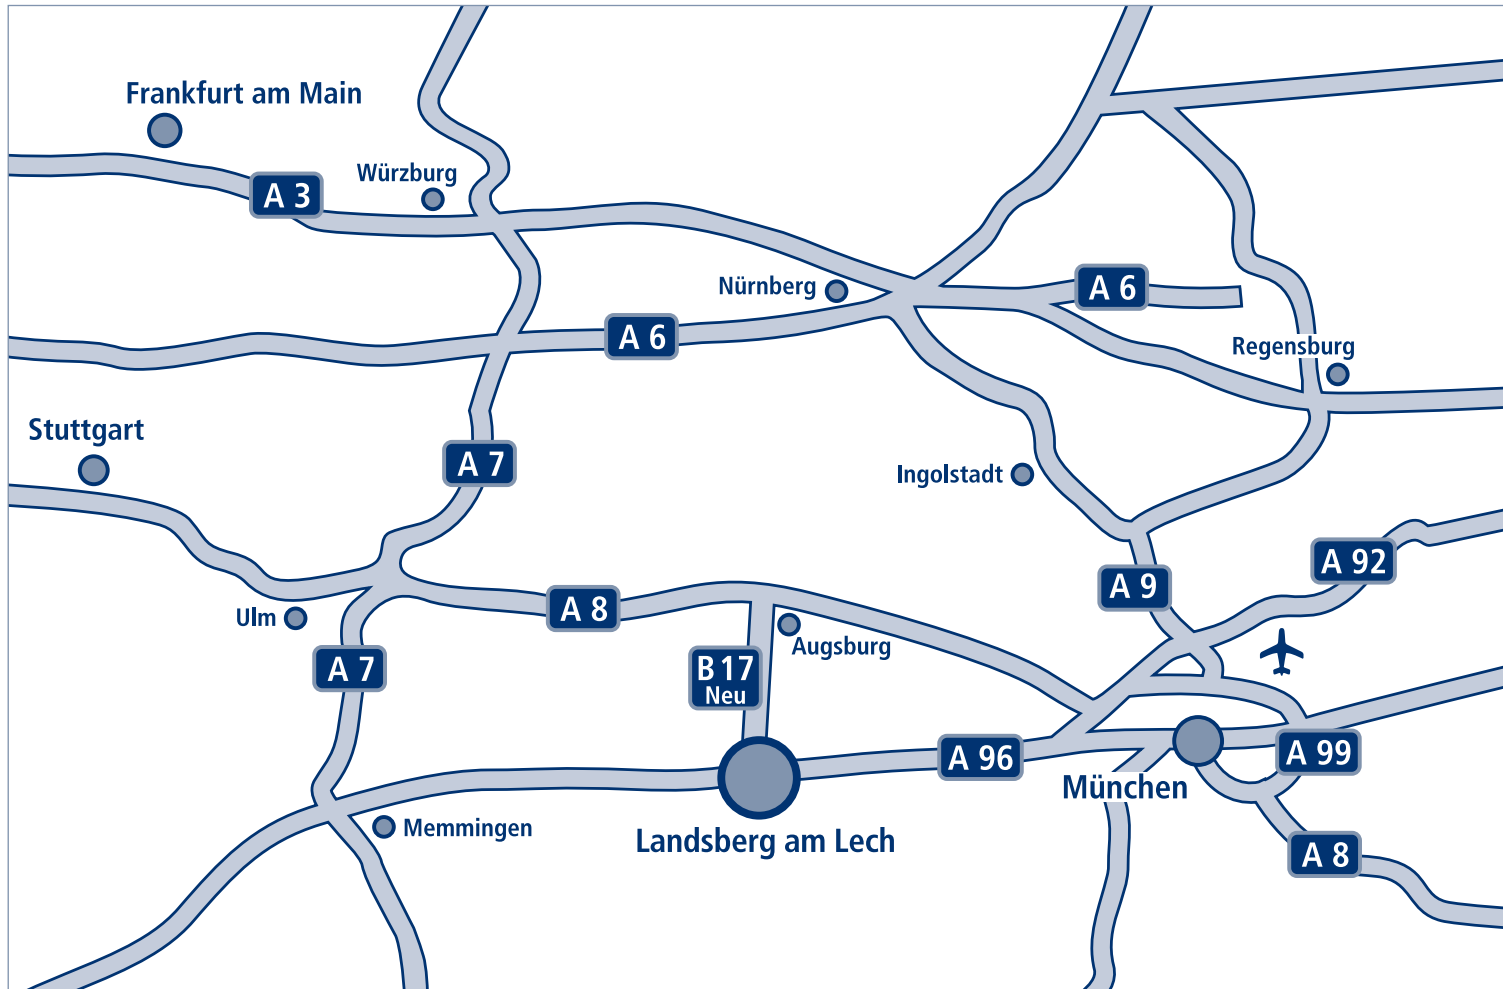 Frankfurt am Main
Würzburg
A 3
Nürnberg
A 6
A 6
Regensburg
Stuttgart
A 7
Ingolstadt
A 92
A 9
A 8
Ulm
Augsburg
A 7
B 17
Neu
A 96
A 99
München
Memmingen
Landsberg am Lech
A 8